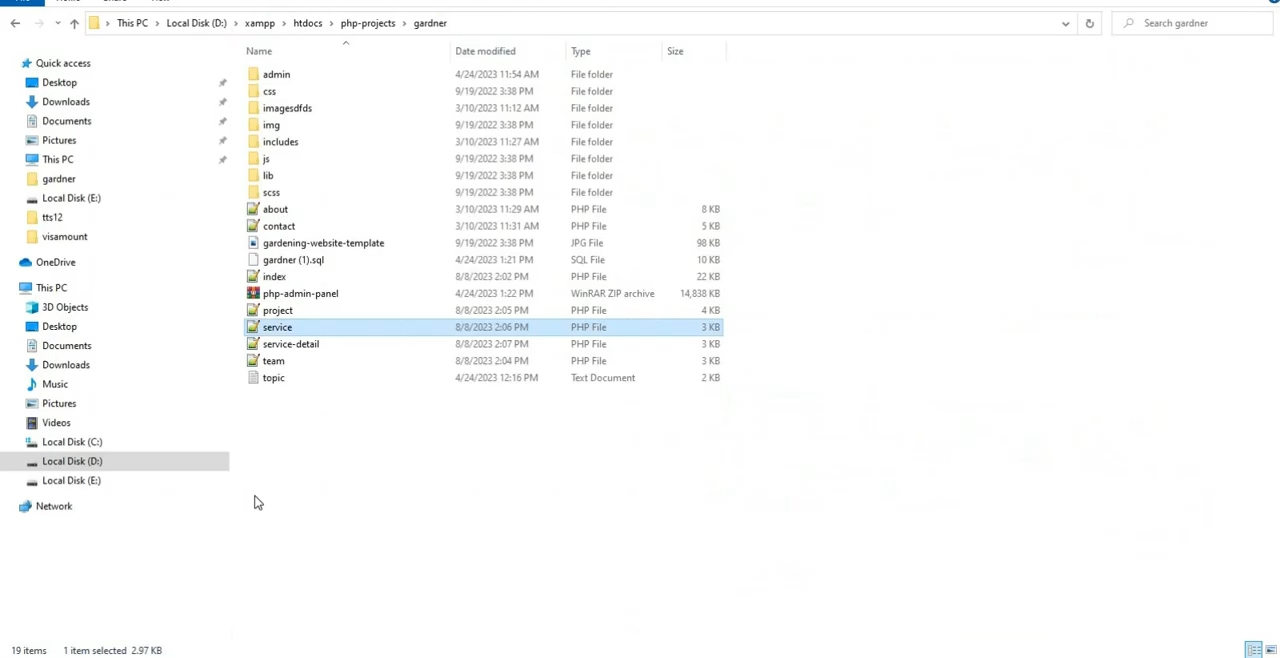 This PC > Local Disk (D:) > xampp > htdocs > php-projects > gardner
Search gardner
Name Date modified Type Size
Quick access
Desktop
Downloads
Documents
Pictures
This PC
gardner
Local Disk (E:)
tts12
visamount
OneDrive
This PC
3D Objects
Desktop
Documents
Downloads
Music
Pictures
Videos
Local Disk (C:)
Local Disk (D:)
Local Disk (E:)
Network
admin 4/24/2023 11:54 AM File folder
css 9/19/2022 3:38 PM File folder
imagesdfds 3/10/2023 11:12 AM File folder
img 9/19/2022 3:38 PM File folder
includes 3/10/2023 11:27 AM File folder
js 9/19/2022 3:38 PM File folder
lib 9/19/2022 3:38 PM File folder
scss 9/19/2022 3:38 PM File folder
about 3/10/2023 11:29 AM PHP File 8 KB
contact 3/10/2023 11:31 AM PHP File 5 KB
gardening-website-template 9/19/2022 3:38 PM JPG File 98 KB
gardner (1).sql 4/24/2023 1:21 PM SQL File 10 KB
index 8/8/2023 2:02 PM PHP File 22 KB
php-admin-panel 4/24/2023 1:22 PM WinRAR ZIP archive 14,838 KB
project 8/8/2023 2:05 PM PHP File 4 KB
service 8/8/2023 2:06 PM PHP File 3 KB
service-detail 8/8/2023 2:07 PM PHP File 3 KB
team 8/8/2023 2:04 PM PHP File 3 KB
topic 4/24/2023 12:16 PM Text Document 2 KB
19 items 1 item selected 2.97 KB